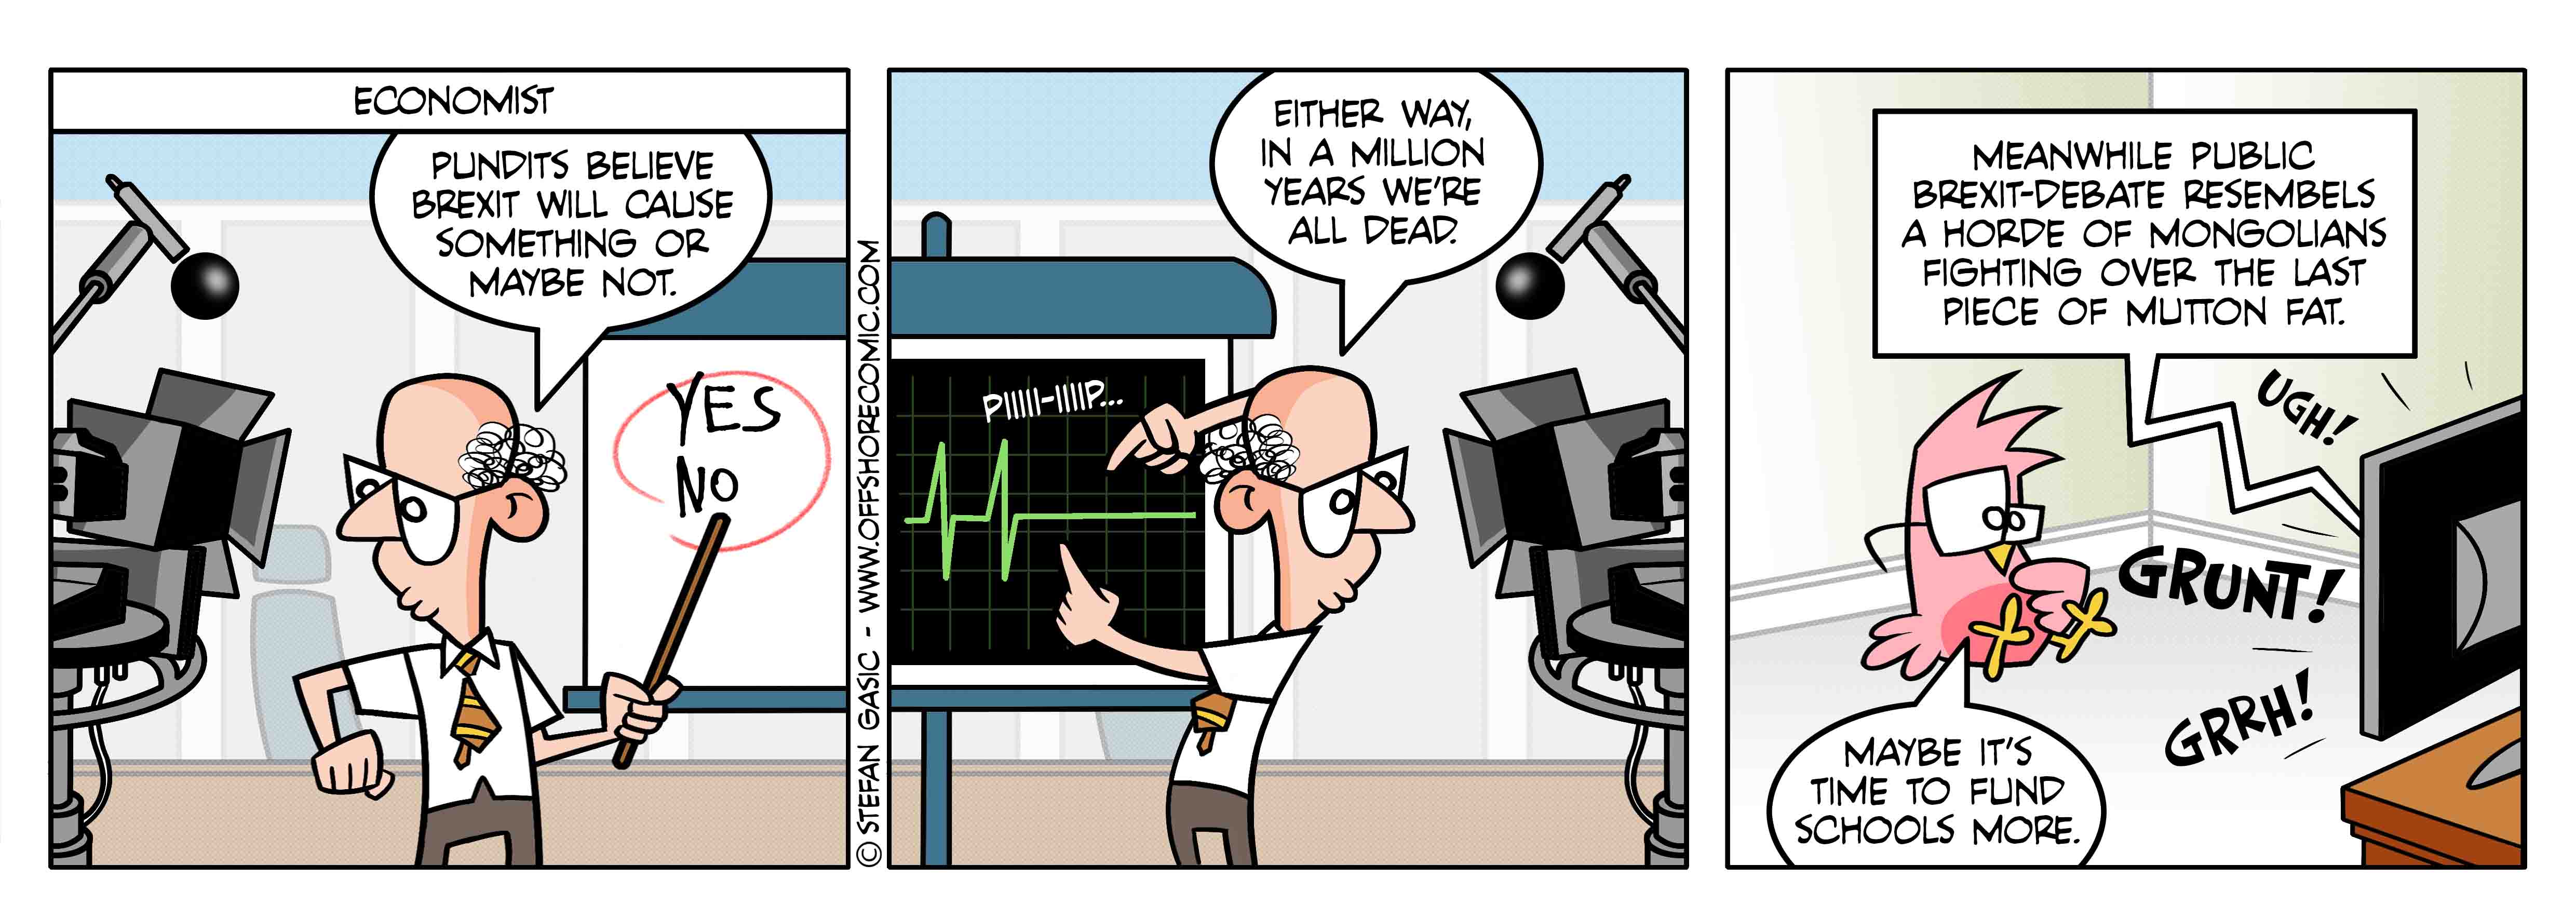 ECONOMIST
PUNDITS BELIEVE
BREXIT WILL CAUSE
SOMETHING OR
MAYBE NOT.
YES
NO
© STEFAN GASIC - WWW.OFFSHORECOMIC.COM
EITHER WAY,
IN A MILLION
YEARS WE'RE
ALL DEAD.
PIIIII-IIIIP...
MEANWHILE PUBLIC
BREXIT-DEBATE RESEMBELS
A HORDE OF MONGOLIANS
FIGHTING OVER THE LAST
PIECE OF MUTTON FAT.
UGH!
GRUNT!
GRRH!
MAYBE IT'S
TIME TO FUND
SCHOOLS MORE.